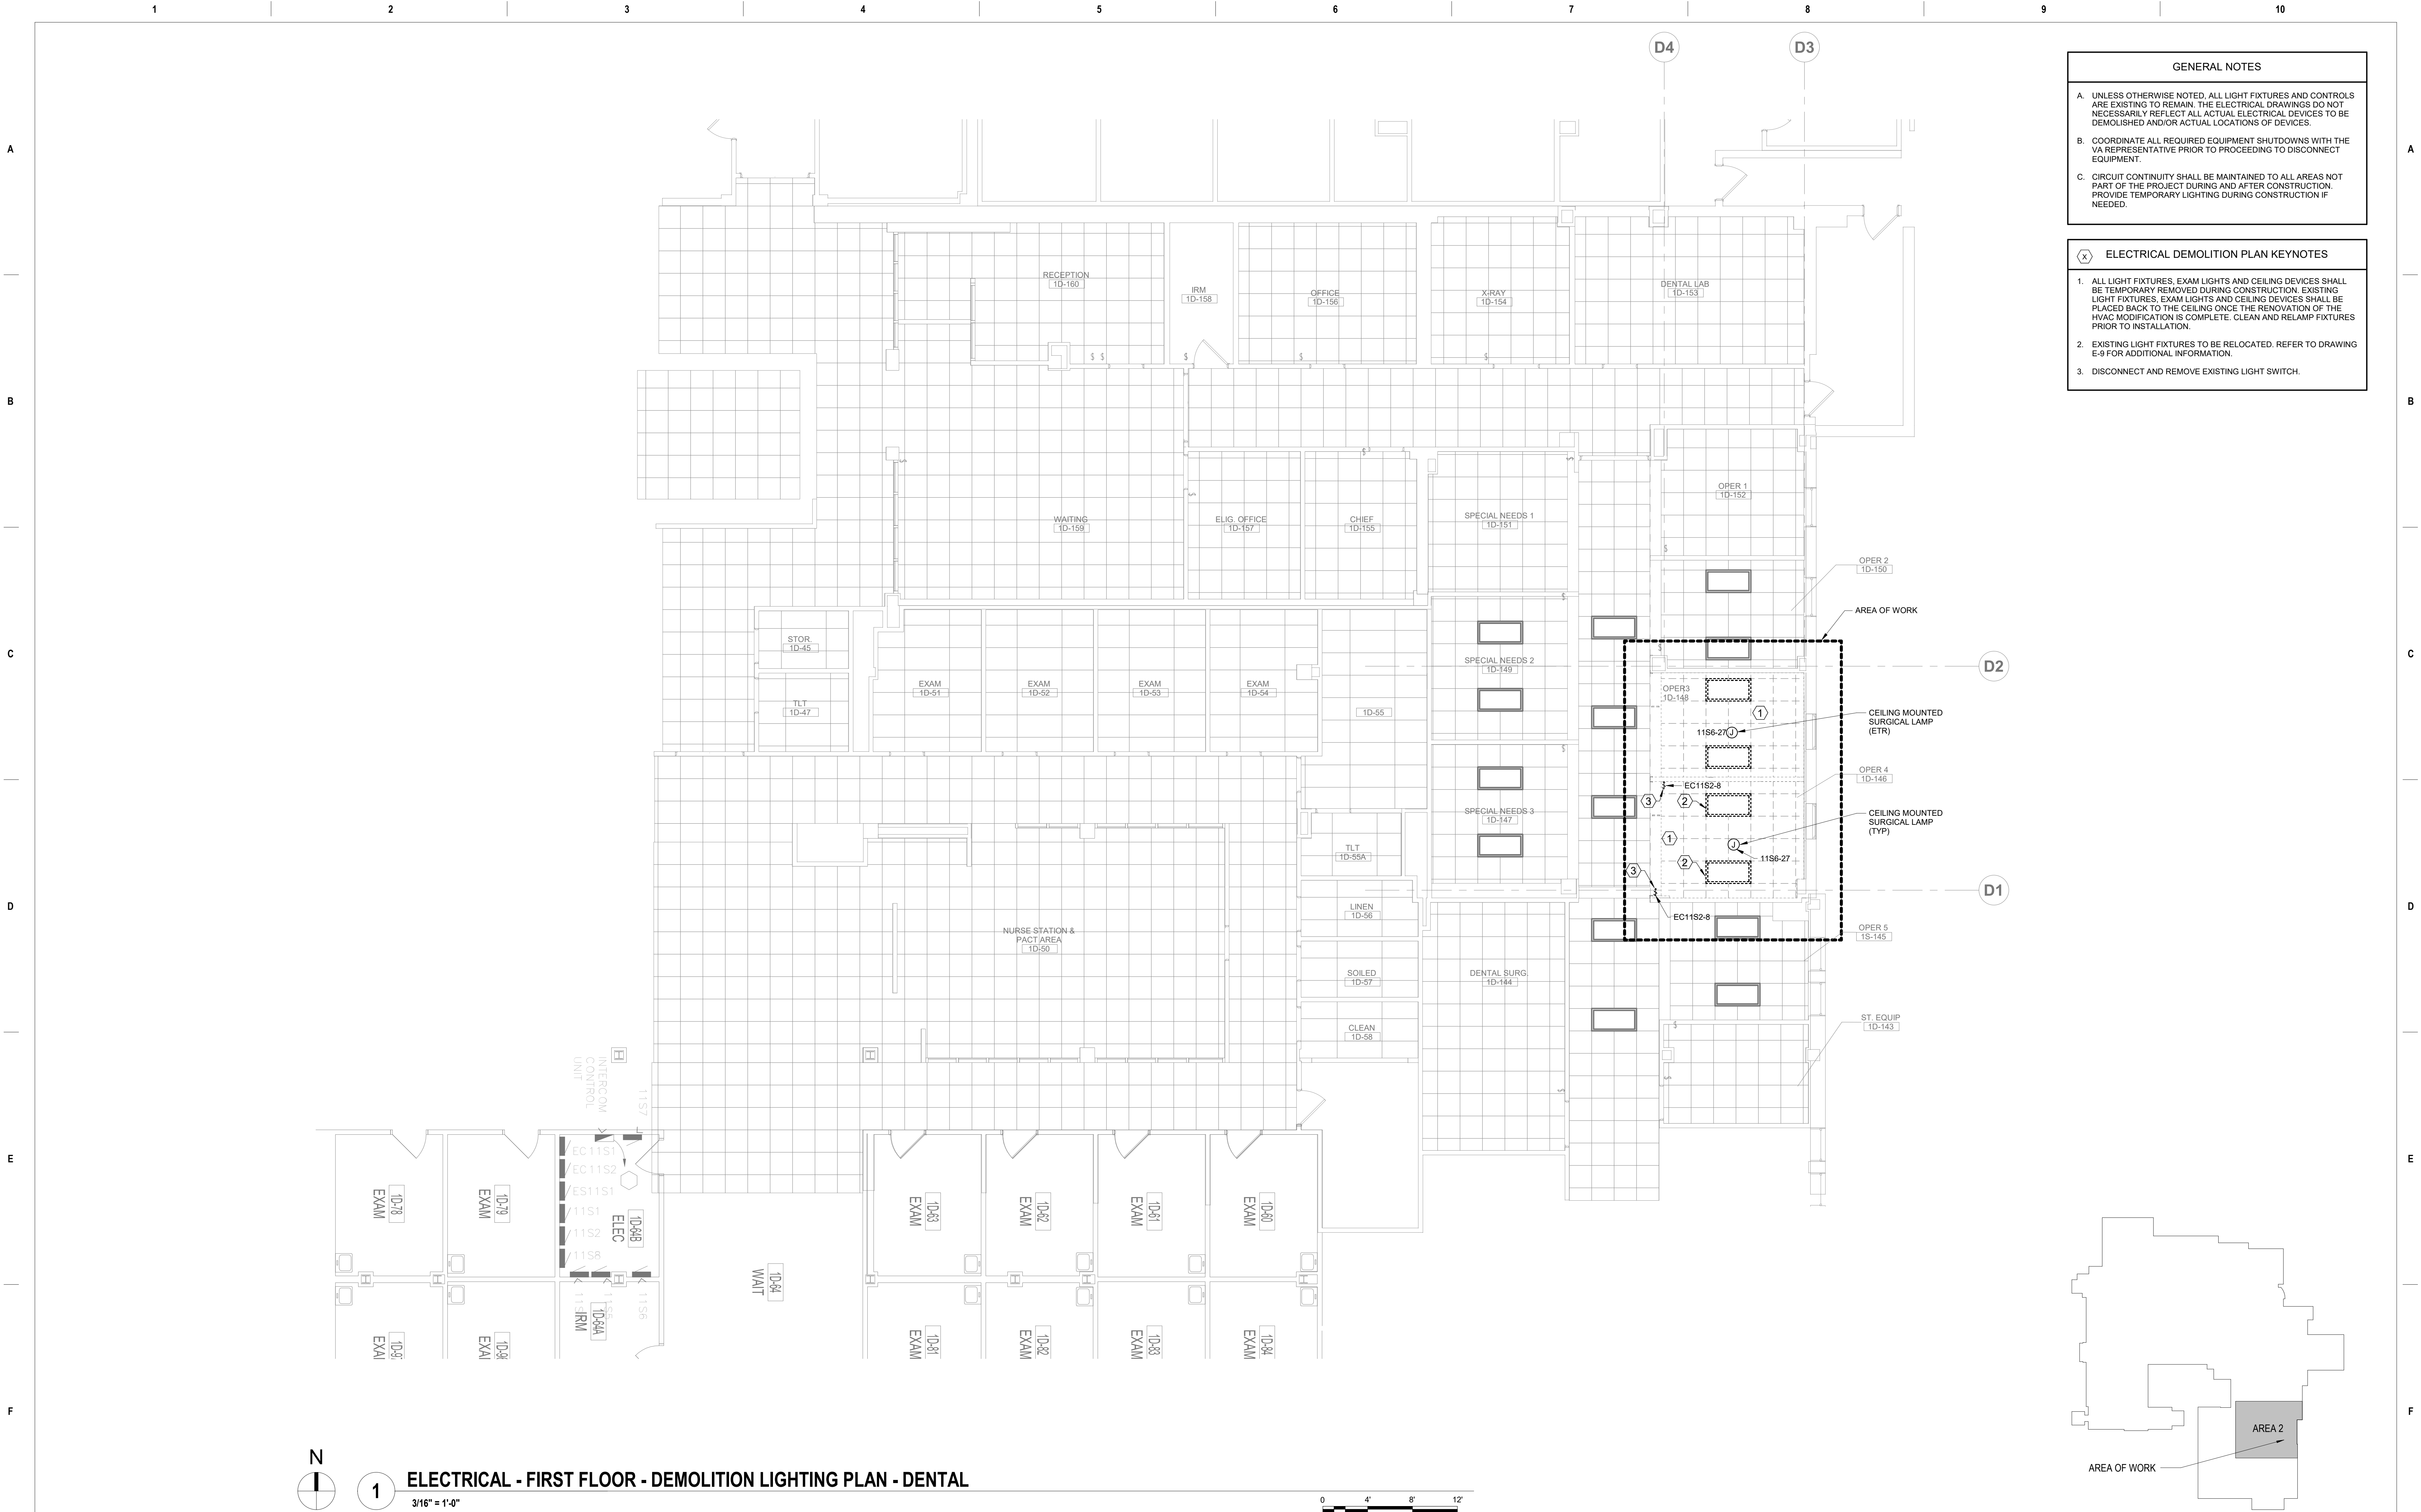 1 2 3 4 5 6 7 8 9 10
D4 D3
GENERAL NOTES
A. UNLESS OTHERWISE NOTED, ALL LIGHT FIXTURES AND CONTROLS
ARE EXISTING TO REMAIN. THE ELECTRICAL DRAWINGS DO NOT
NECESSARILY REFLECT ALL ACTUAL ELECTRICAL DEVICES TO BE
DEMOLISHED AND/OR ACTUAL LOCATIONS OF DEVICES.
B. COORDINATE ALL REQUIRED EQUIPMENT SHUTDOWNS WITH THE
VA REPRESENTATIVE PRIOR TO PROCEEDING TO DISCONNECT
EQUIPMENT.
C. CIRCUIT CONTINUITY SHALL BE MAINTAINED TO ALL AREAS NOT
PART OF THE PROJECT DURING AND AFTER CONSTRUCTION.
PROVIDE TEMPORARY LIGHTING DURING CONSTRUCTION IF
NEEDED.
X ELECTRICAL DEMOLITION PLAN KEYNOTES
1. ALL LIGHT FIXTURES, EXAM LIGHTS AND CEILING DEVICES SHALL
BE TEMPORARY REMOVED DURING CONSTRUCTION. EXISTING
LIGHT FIXTURES, EXAM LIGHTS AND CEILING DEVICES SHALL BE
PLACED BACK TO THE CEILING ONCE THE RENOVATION OF THE
HVAC MODIFICATION IS COMPLETE. CLEAN AND RELAMP FIXTURES
PRIOR TO INSTALLATION.
2. EXISTING LIGHT FIXTURES TO BE RELOCATED. REFER TO DRAWING
E-9 FOR ADDITIONAL INFORMATION.
3. DISCONNECT AND REMOVE EXISTING LIGHT SWITCH.
A A
B B
C C
D D
E E
F F
RECEPTION
1D-160
IRM
1D-158
OFFICE
1D-156
X-RAY
1D-154
DENTAL LAB
1D-153
WAITING
1D-159
ELIG. OFFICE
1D-157
CHIEF
1D-155
SPECIAL NEEDS 1
1D-151
OPER 1
1D-152
OPER 2
1D-150
AREA OF WORK
STOR.
1D-45
TLT
1D-47
EXAM
1D-51
EXAM
1D-52
EXAM
1D-53
EXAM
1D-54
1D-55
SPECIAL NEEDS 2
1D-149
D2
OPER3
1D-148
1
11S6-27 J
CEILING MOUNTED
SURGICAL LAMP
(ETR)
OPER 4
1D-146
EC11S2-8
3 2
CEILING MOUNTED
SURGICAL LAMP
(TYP)
SPECIAL NEEDS 3
1D-147
1
J
11S6-27
2
3
D1
EC11S2-8
OPER 5
1S-145
TLT
1D-55A
LINEN
1D-56
NURSE STATION &
PACT AREA
1D-50
SOILED
1D-57
DENTAL SURG.
1D-144
CLEAN
1D-58
ST. EQUIP
1D-143
INTERCOM
CONTROL
UNIT
11S7
EC11S1
EC11S2
ES11S1
11S1
11S2
11S8
1D-64B
ELEC
1D-78
EXAM
1D-79
EXAM
1D-63
EXAM
1D-62
EXAM
1D-61
EXAM
1D-60
EXAM
1D-64
WAIT
1D-64A
IRM
1D-81
EXAM
1D-82
EXAM
1D-83
EXAM
1D-84
EXAM
AREA 2
AREA OF WORK
N
1 ELECTRICAL - FIRST FLOOR - DEMOLITION LIGHTING PLAN - DENTAL
3/16" = 1'-0"
0 4' 8' 12'